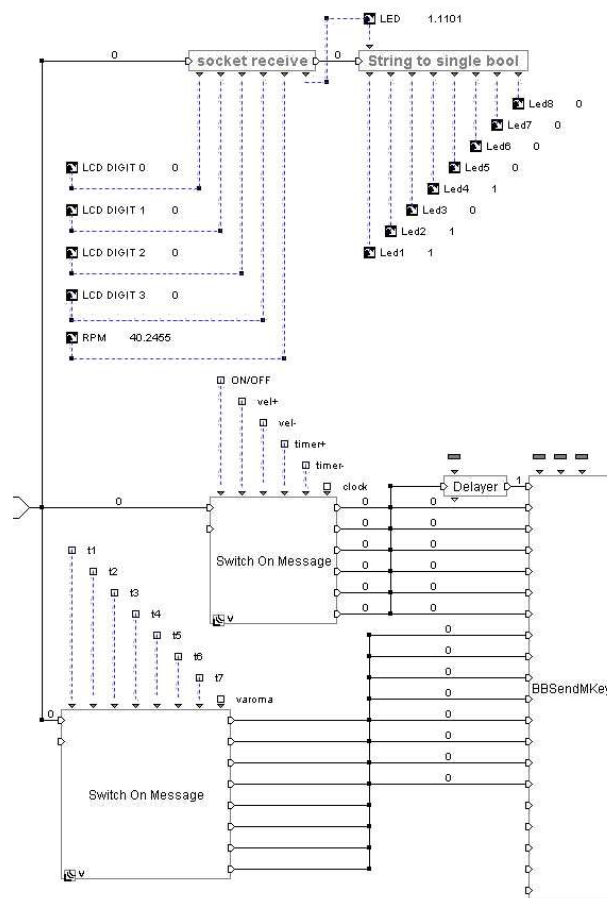 LED 1.1101
0
socket receive
0
String to single bool
Led8 0
Led7 0
Led6 0
Led5 0
Led4 1
Led3 0
Led2 1
Led1 1
LCD DIGIT 0 0
LCD DIGIT 1 0
LCD DIGIT 2 0
LCD DIGIT 3 0
RPM 40.2455
ON/OFF
vel+
vel-
timer+
timer-
clock
Delayer
1
0
Switch On Message
V
0 0
0 0
0 0
0 0
0 0
0 0
t1
t2
t3
t4
t5
t6
t7
varoma
0
Switch On Message
V
0
0
0
0
0
0
0
0
BBSendMKey